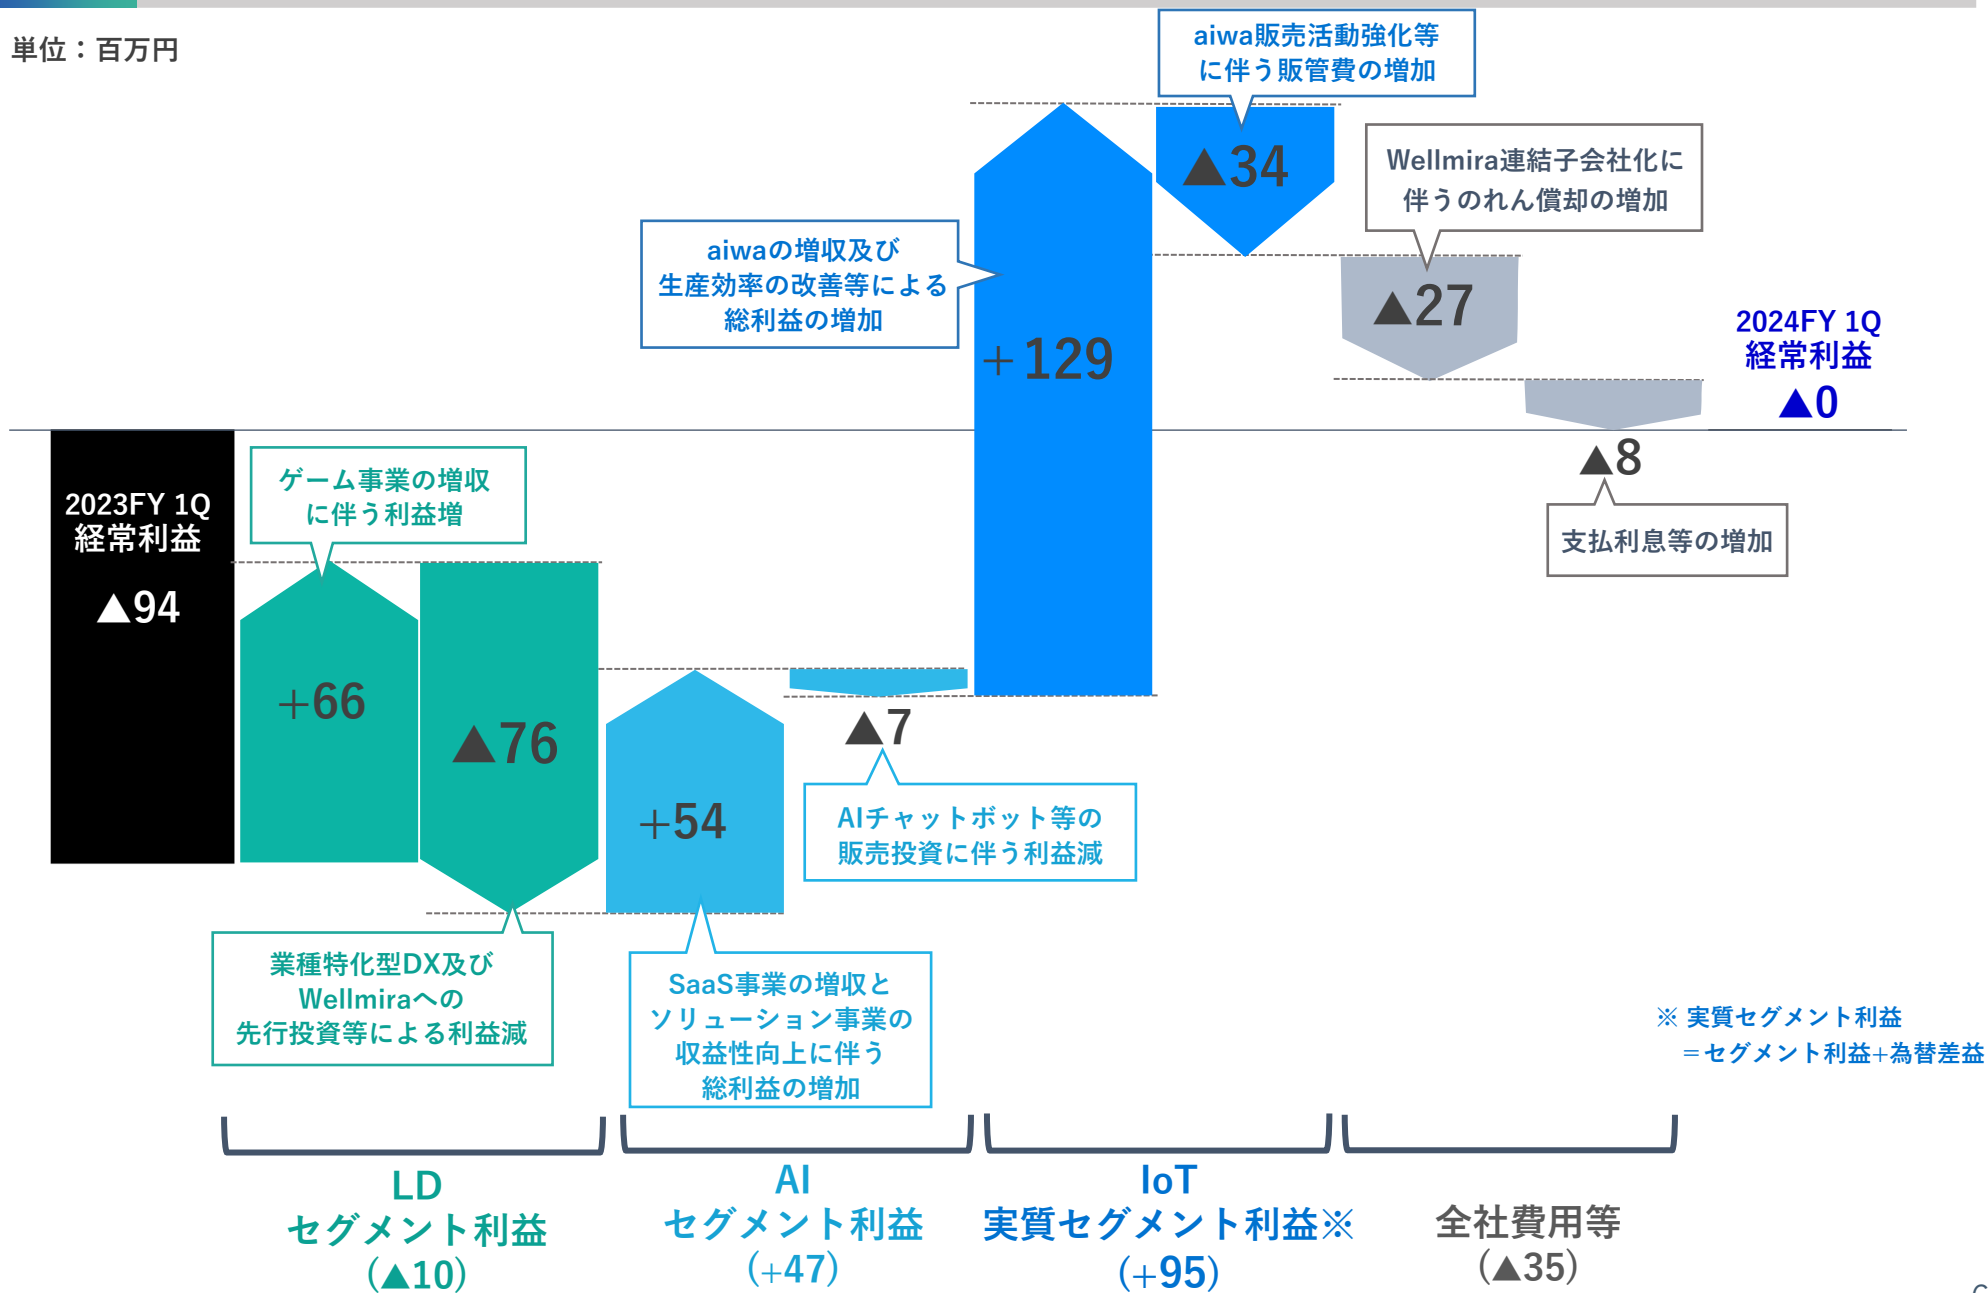 単位：百万円
aiwa販売活動強化等
に伴う販管費の増加
▲34
Wellmira連結子会社化に
伴うのれん償却の増加
▲27
aiwaの増収及び
生産効率の改善等による
総利益の増加
+129
2024FY 1Q
経常利益
▲0
▲8
支払利息等の増加
2023FY 1Q
経常利益
▲94
ゲーム事業の増収
に伴う利益増
+66
▲76
+54
▲7
AIチャットボット等の
販売投資に伴う利益減
業種特化型DX及び
Wellmiraへの
先行投資等による利益減
SaaS事業の増収と
ソリューション事業の
収益性向上に伴う
総利益の増加
※ 実質セグメント利益
＝セグメント利益+為替差益
LD
セグメント利益
(▲10)
AI
セグメント利益
(+47)
IoT
実質セグメント利益※
(+95)
全社費用等
(▲35)